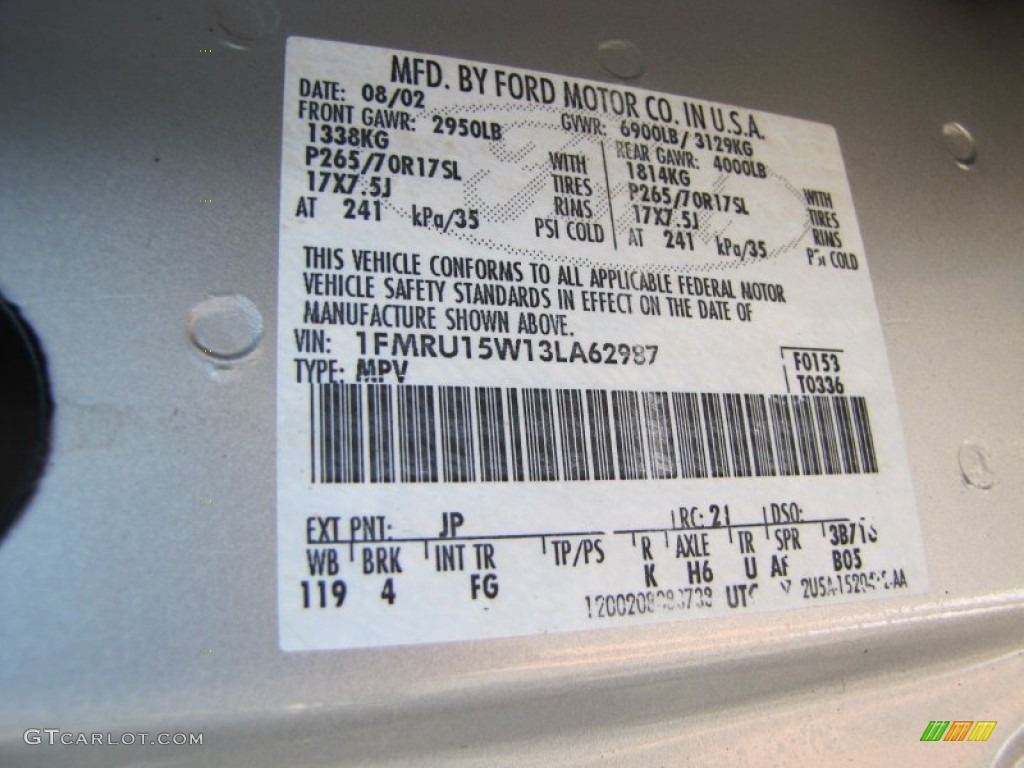 MFD. BY FORD MOTOR CO. IN U.S.A.
DATE: 08/02 GVWR: 6900LB/ 3129KG
FRONT GAWR: 2950LB REAR GAWR: 4000LB
1338KG WITH 1814KG WITH
P265/70R17SL TIRES P265/70R17SL TIRES
17X7.5J RIMS 17X7.5J RIMS
AT 241 kPa/35 PSI COLD AT 241 kPa/35 PSI COLD
THIS VEHICLE CONFORMS TO ALL APPLICABLE FEDERAL MOTOR
VEHICLE SAFETY STANDARDS IN EFFECT ON THE DATE OF
MANUFACTURE SHOWN ABOVE.
VIN: 1FMRU15W13LA62987 F0153
TYPE: MPV T0336
EXT PNT: JP RC: 21 DSO:
WB BRK INT TR TP/PS R AXLE TR SPR
119 4 FG K H6 U AF B05
GTCARLOT.COM